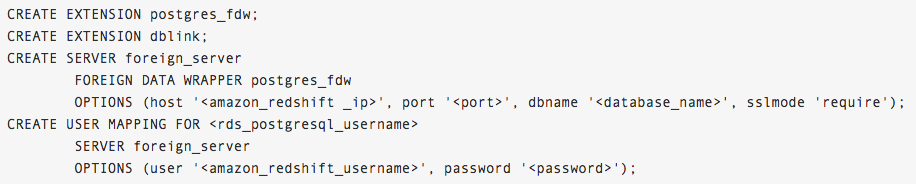 CREATE EXTENSION postgres_fdw;
CREATE EXTENSION dblink;
CREATE SERVER foreign_server
        FOREIGN DATA WRAPPER postgres_fdw
        OPTIONS (host '<amazon_redshift _ip>', port '<port>', dbname '<database_name>', sslmode 'require');
CREATE USER MAPPING FOR <rds_postgresql_username>
        SERVER foreign_server
        OPTIONS (user '<amazon_redshift_username>', password '<password>');